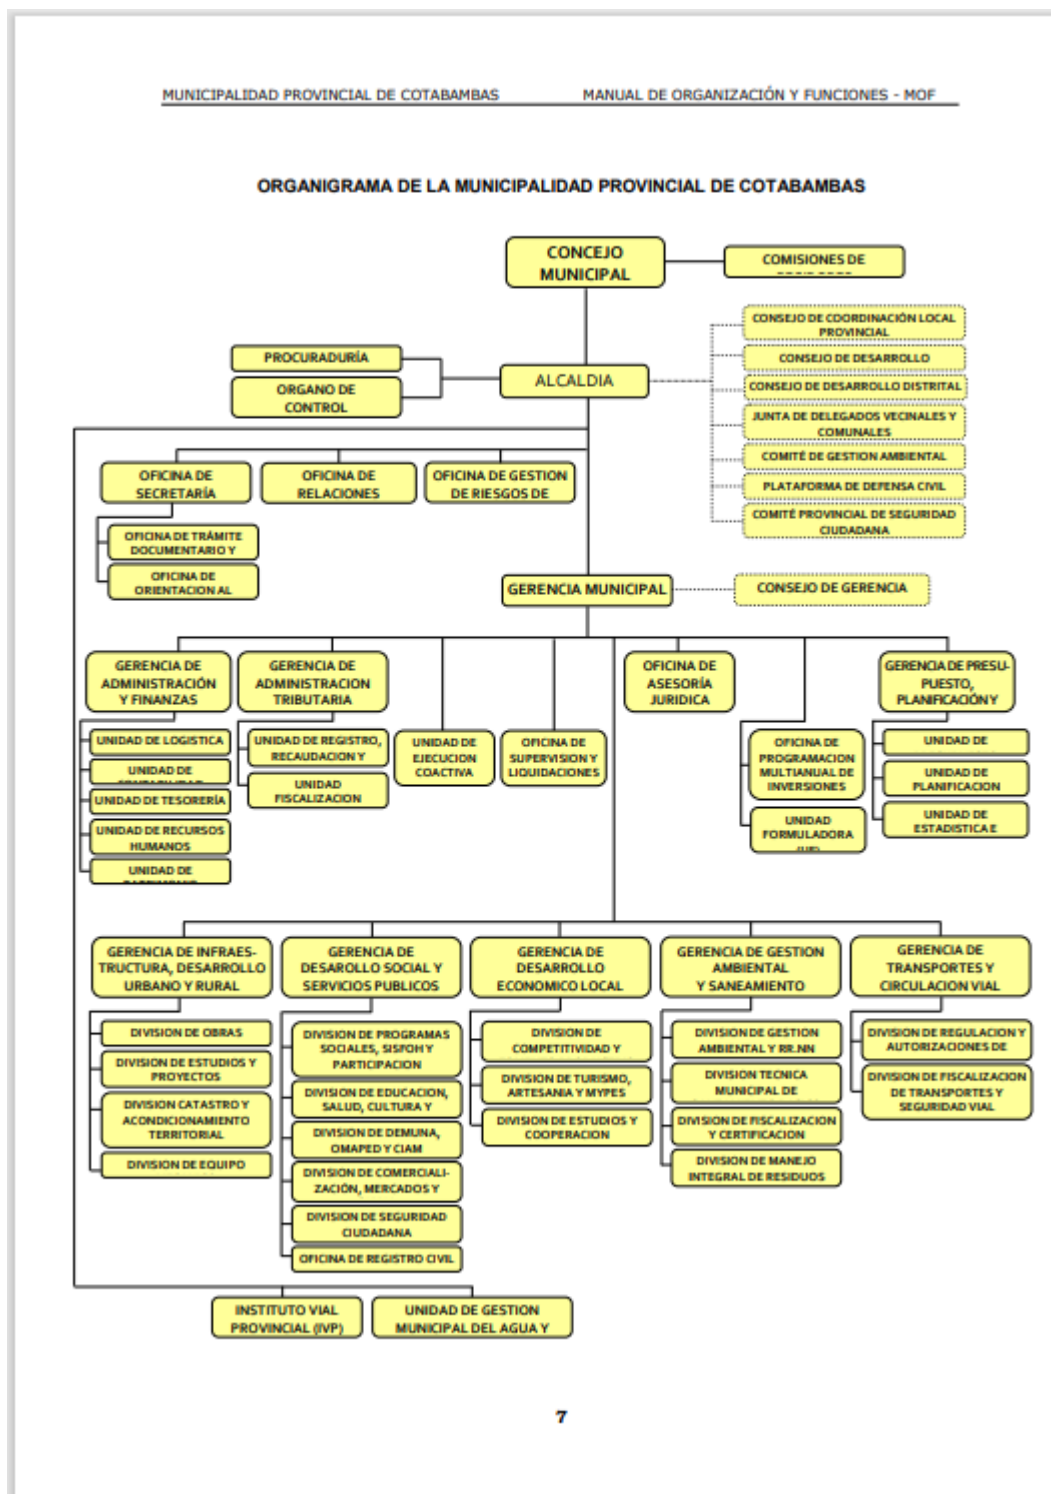 MUNICIPALIDAD PROVINCIAL DE COTABAMBAS MANUAL DE ORGANIZACIÓN Y FUNCIONES - MOF
ORGANIGRAMA DE LA MUNICIPALIDAD PROVINCIAL DE COTABAMBAS
CONCEJO
MUNICIPAL
COMISIONES DE
CONSEJO DE COORDINACIÓN LOCAL
PROVINCIAL
CONSEJO DE DESARROLLO
CONSEJO DE DESARROLLO DISTRITAL
JUNTA DE DELEGADOS VECINALES Y
COMUNALES
COMITÉ DE GESTION AMBIENTAL
PLATAFORMA DE DEFENSA CIVIL
COMITÉ PROVINCIAL DE SEGURIDAD
CIUDADANA
PROCURADURÍA
ORGANO DE
CONTROL
ALCALDIA
OFICINA DE
SECRETARÍA
OFICINA DE
RELACIONES
OFICINA DE GESTION
DE RIESGOS DE
OFICINA DE TRÁMITE
DOCUMENTARIO Y
OFICINA DE
ORIENTACION AL
GERENCIA MUNICIPAL
CONSEJO DE GERENCIA
GERENCIA DE
ADMINISTRACIÓN
Y FINANZAS
UNIDAD DE LOGISTICA
UNIDAD DE
UNIDAD DE TESORERÍA
UNIDAD DE RECURSOS
HUMANOS
UNIDAD DE
GERENCIA DE
ADMINISTRACION
TRIBUTARIA
UNIDAD DE REGISTRO,
RECAUDACION Y
UNIDAD
FISCALIZACION
UNIDAD DE
EJECUCION
COACTIVA
OFICINA DE
SUPERVISION Y
LIQUIDACIONES
OFICINA DE
ASESORÍA
JURIDICA
OFICINA DE
PROGRAMACION
MULTIANUAL DE
INVERSIONES
UNIDAD
FORMULADORA
(UF)
GERENCIA DE PRESU-
PUESTO,
PLANIFICACIÓN Y
UNIDAD DE
UNIDAD DE
PLANIFICACION
UNIDAD DE
ESTADISTICA E
GERENCIA DE INFRAES-
TRUCTURA, DESARROLLO
URBANO Y RURAL
DIVISION DE OBRAS
DIVISION DE ESTUDIOS Y
PROYECTOS
DIVISION CATASTRO Y
ACONDICIONAMIENTO
TERRITORIAL
DIVISION DE EQUIPO
GERENCIA DE
DESAROLLO SOCIAL Y
SERVICIOS PUBLICOS
DIVISION DE PROGRAMAS
SOCIALES, SISFOH Y
PARTICIPACION
DIVISION DE EDUCACION,
SALUD, CULTURA Y
DIVISION DE DEMUNA,
OMAPED Y CIAM
DIVISION DE COMERCIALI-
ZACIÓN, MERCADOS Y
DIVISION DE SEGURIDAD
CIUDADANA
OFICINA DE REGISTRO CIVIL
GERENCIA DE
DESARROLLO
ECONOMICO LOCAL
DIVISION DE
COMPETITIVIDAD Y
DIVISION DE TURISMO,
ARTESANIA Y MYPES
DIVISION DE ESTUDIOS Y
COOPERACION
GERENCIA DE GESTION
AMBIENTAL
Y SANEAMIENTO
DIVISION DE GESTION
AMBIENTAL Y RR.NN
DIVISION TECNICA
MUNICIPAL DE
DIVISION DE FISCALIZACION
Y CERTIFICACION
DIVISION DE MANEJO
INTEGRAL DE RESIDUOS
GERENCIA DE
TRANSPORTES Y
CIRCULACION VIAL
DIVISION DE REGULACION Y
AUTORIZACIONES DE
DIVISION DE FISCALIZACION
DE TRANSPORTES Y
SEGURIDAD VIAL
INSTITUTO VIAL
PROVINCIAL (IVP)
UNIDAD DE GESTION
MUNICIPAL DEL AGUA Y
7